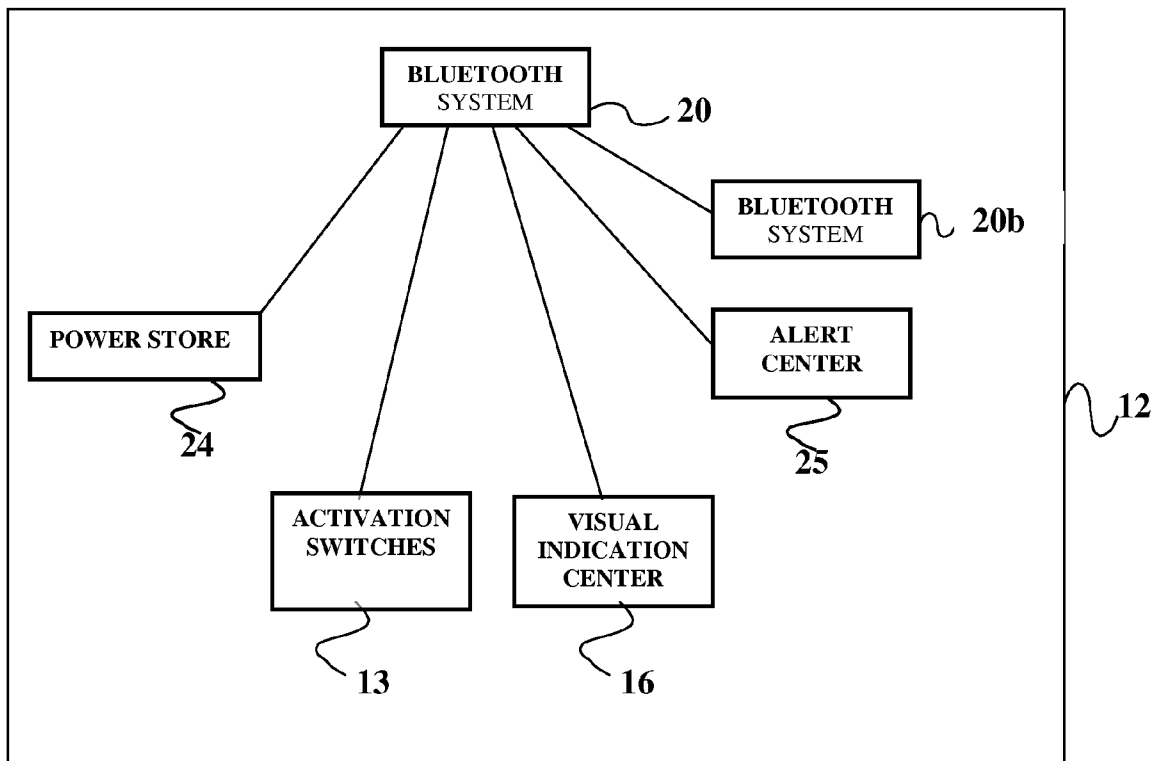 BLUETOOTH
SYSTEM
20
BLUETOOTH
SYSTEM
20b
POWER STORE
24
ALERT
CENTER
25
12
ACTIVATION
SWITCHES
13
VISUAL
INDICATION
CENTER
16